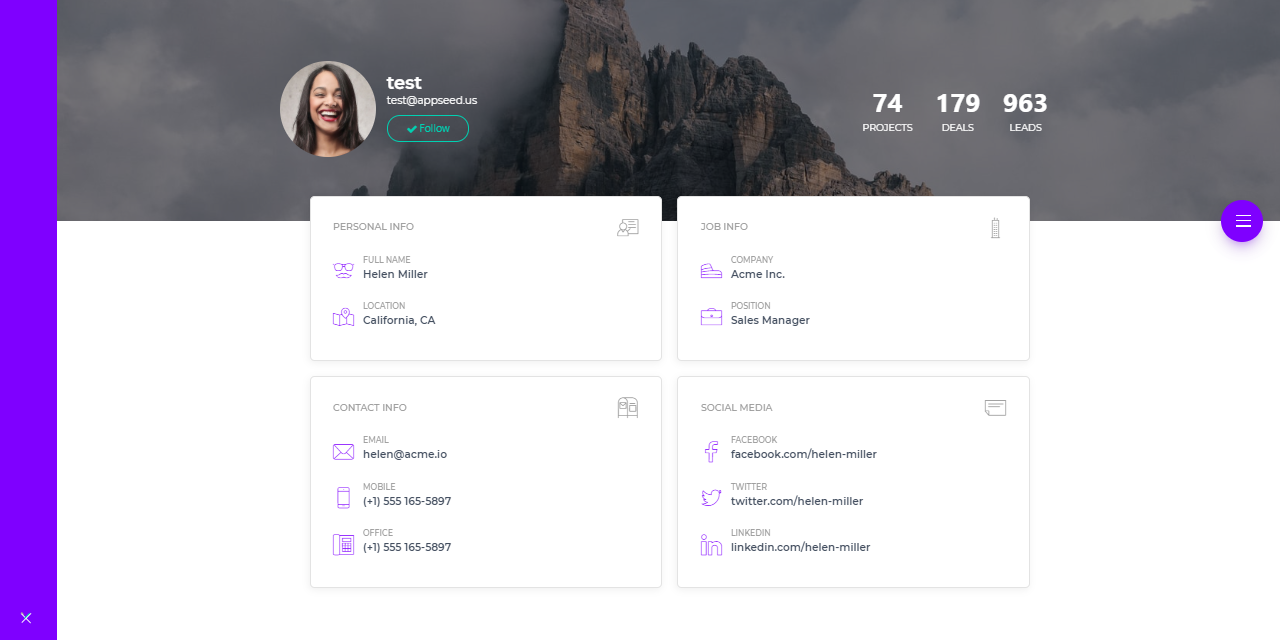 test
test@appseed.us
Follow
74
PROJECTS
179
DEALS
963
LEADS
PERSONAL INFO
FULL NAME
Helen Miller
LOCATION
California, CA
JOB INFO
COMPANY
Acme Inc.
POSITION
Sales Manager
CONTACT INFO
EMAIL
helen@acme.io
MOBILE
(+1) 555 165-5897
OFFICE
(+1) 555 165-5897
SOCIAL MEDIA
FACEBOOK
facebook.com/helen-miller
TWITTER
twitter.com/helen-miller
LINKEDIN
linkedin.com/helen-miller